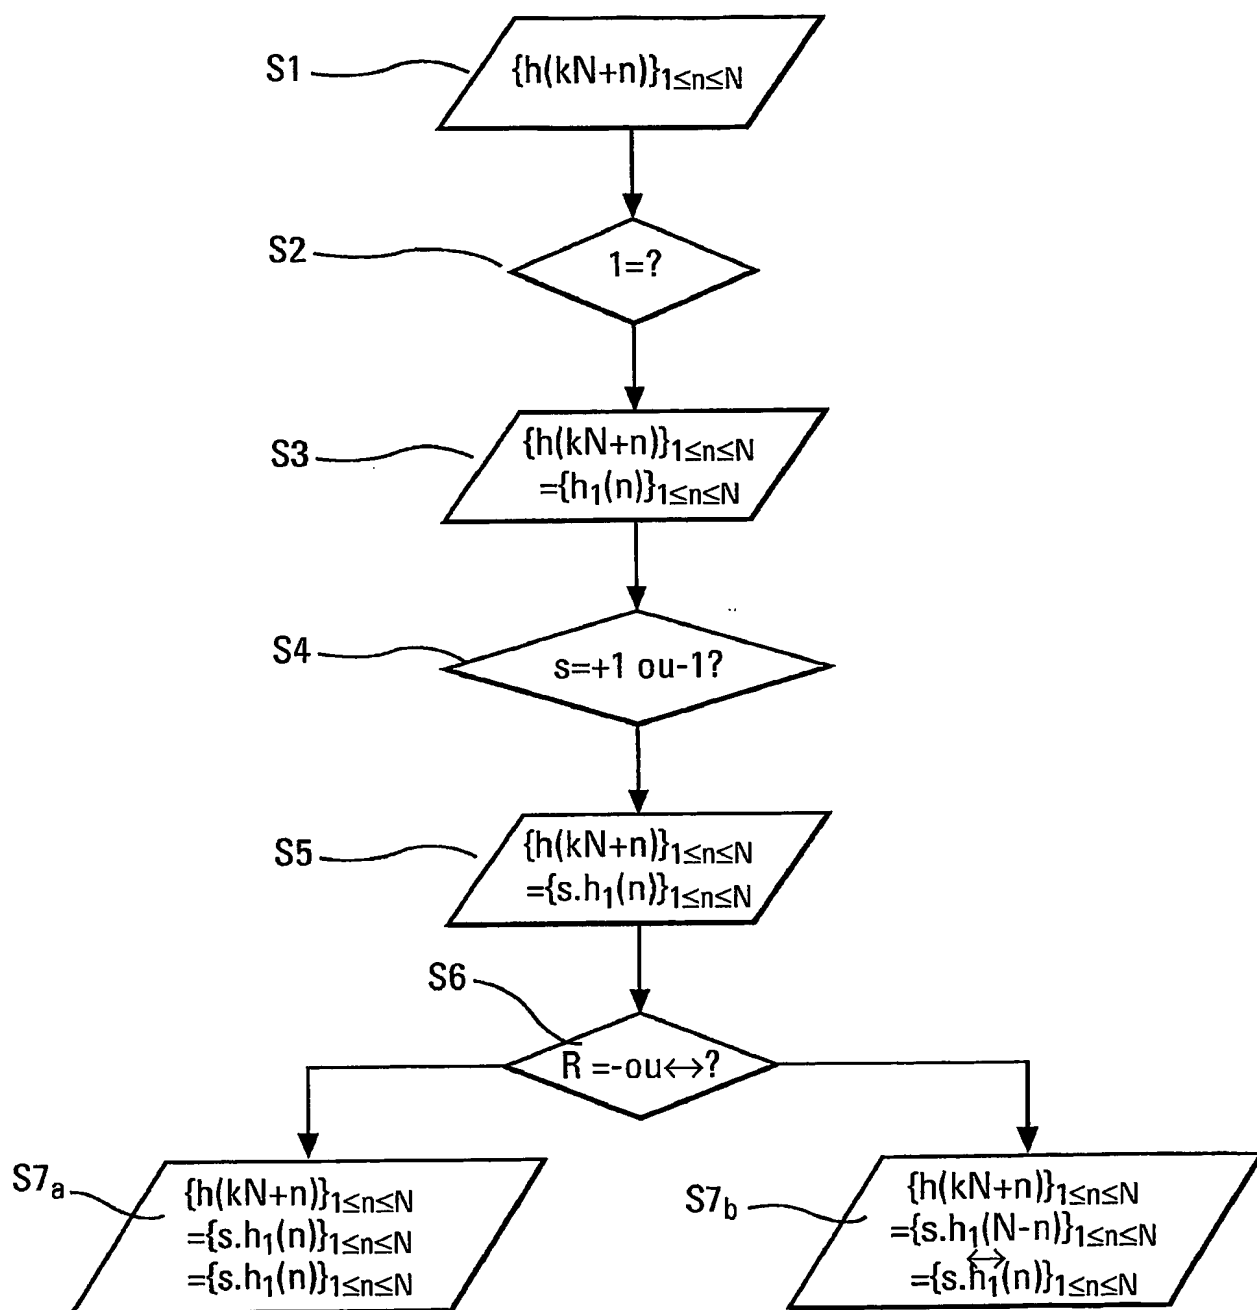 S1
{h(kN+n)}1≤n≤N
S2
1=?
S3
{h(kN+n)}1≤n≤N
={h1(n)}1≤n≤N
S4
s=+1 ou-1?
S5
{h(kN+n)}1≤n≤N
={s.h1(n)}1≤n≤N
S6
R =-ou↔?
S7a
{h(kN+n)}1≤n≤N
={s.h1(n)}1≤n≤N
={s.h1(n)}1≤n≤N
S7b
{h(kN+n)}1≤n≤N
={s.h1(N-n)}1≤n≤N
↔
={s.h1(n)}1≤n≤N